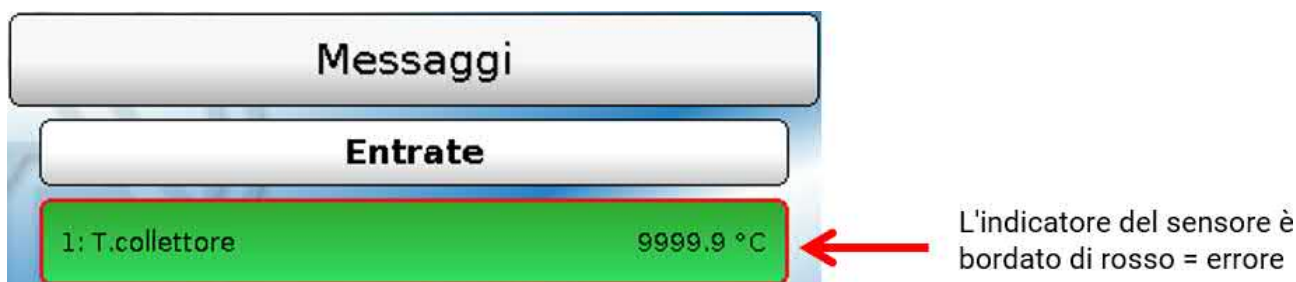 Messaggi
Entrate
1: T.collettore 9999.9 °C
L'indicatore del sensore è
bordato di rosso = errore